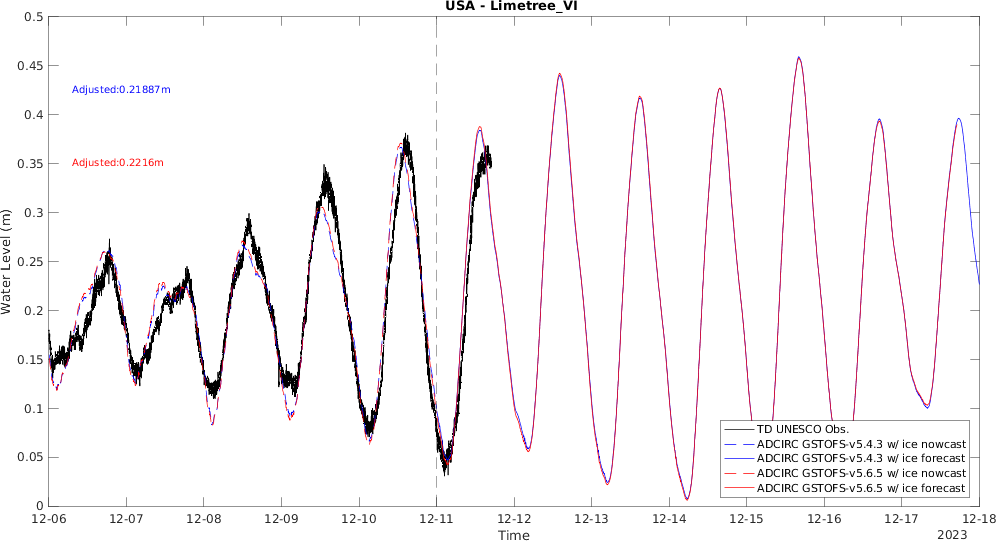 USA - Limetree_VI
0.5
0.45
0.4
0.35
0.3
0.25
0.2
0.15
0.1
0.05
0
Water Level (m)
Adjusted:0.21887m
Adjusted:0.2216m
TD UNESCO Obs.
ADCIRC GSTOFS-v5.4.3 w/ ice nowcast
ADCIRC GSTOFS-v5.4.3 w/ ice forecast
ADCIRC GSTOFS-v5.6.5 w/ ice nowcast
ADCIRC GSTOFS-v5.6.5 w/ ice forecast
12-06 12-07 12-08 12-09 12-10 12-11 12-12 12-13 12-14 12-15 12-16 12-17 12-18
Time
2023